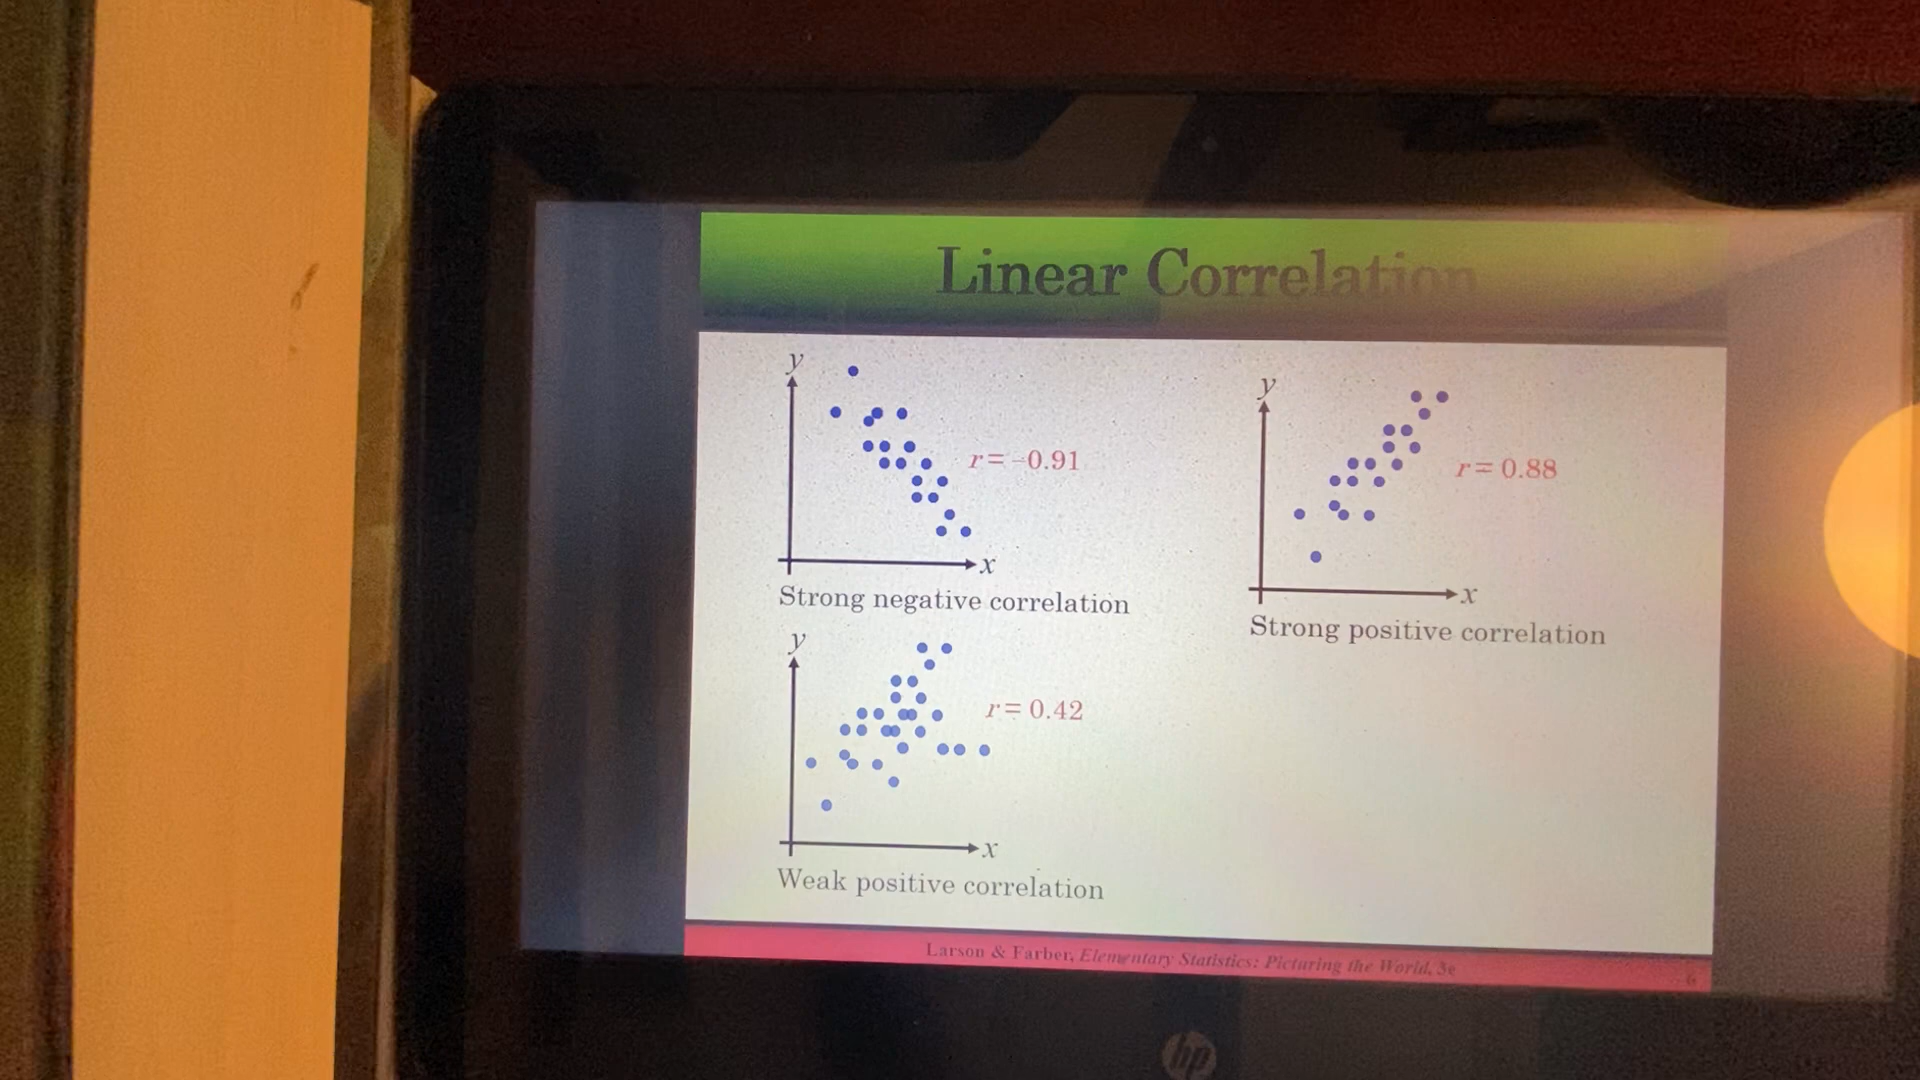 Linear Correlation
y
r = –0.91
x
Strong negative correlation
y
r = 0.88
x
Strong positive correlation
y
r = 0.42
x
Weak positive correlation
Larson & Farber, Elementary Statistics: Picturing the World, 3e
6
hp